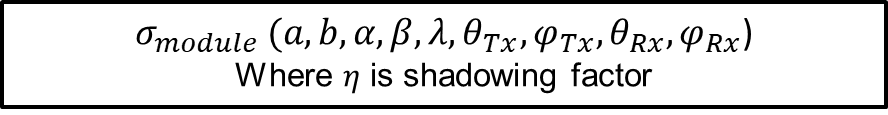 σ_module (a, b, α, β, λ, θ_Tx, φ_Tx, θ_Rx, φ_Rx)
Where η is shadowing factor